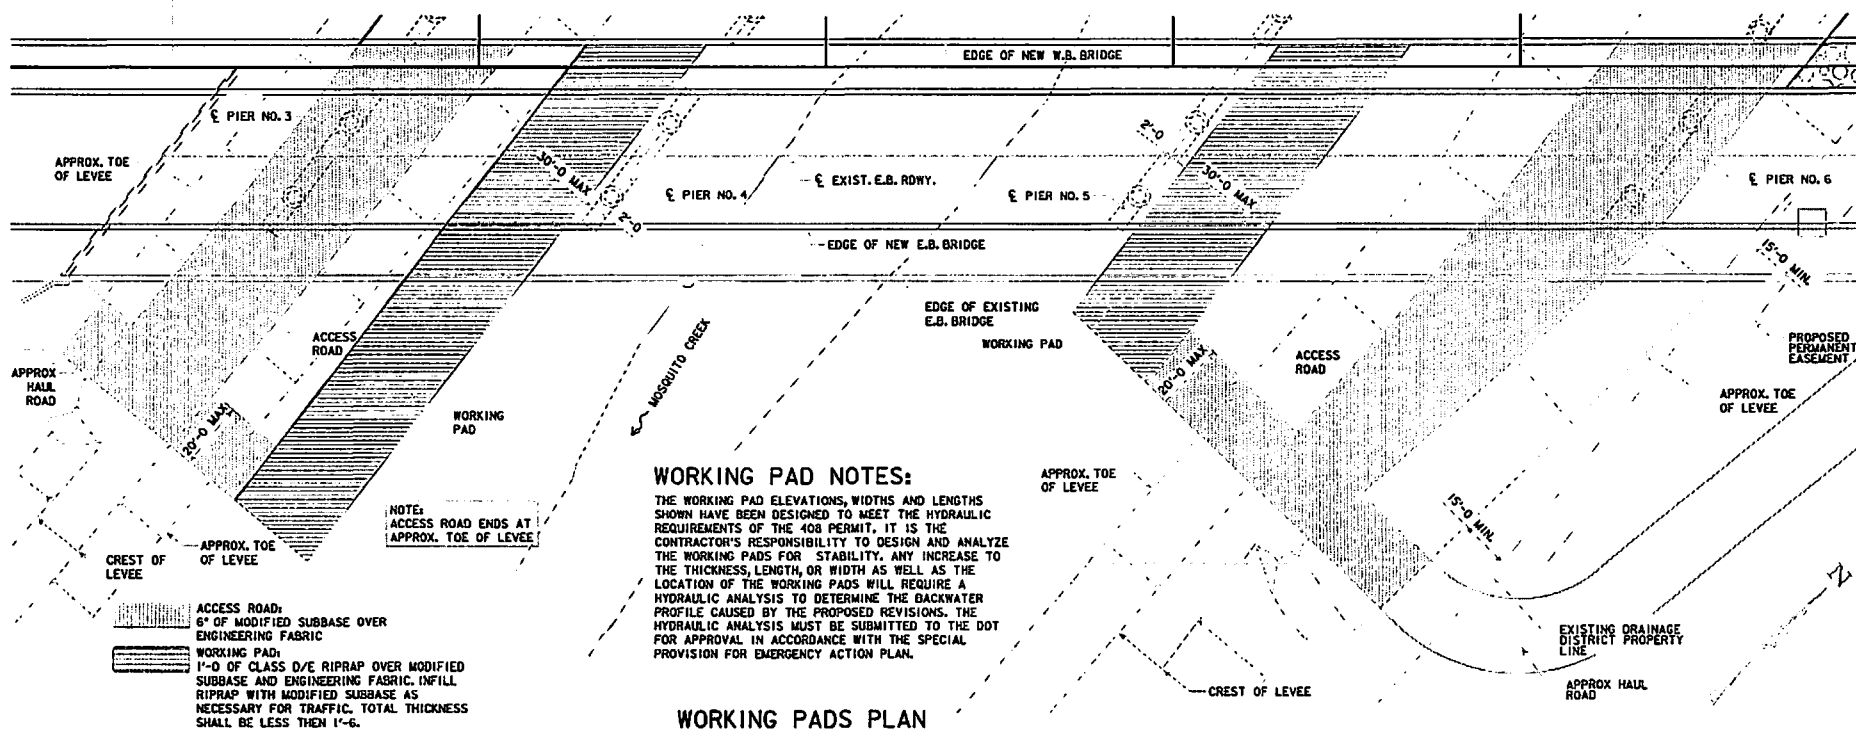 EDGE OF NEW W.B. BRIDGE
℄ PIER NO. 3
APPROX. TOE
OF LEVEE
30'-0 MAX
2'-0
℄ PIER NO. 4
℄ EXIST. E.B. RDWY.
EDGE OF NEW E.B. BRIDGE
℄ PIER NO. 5
2'-0
30'-0 MAX
℄ PIER NO. 6
15'-0 MIN.
EDGE OF EXISTING
E.B. BRIDGE
WORKING PAD
ACCESS
ROAD
APPROX
HAUL
ROAD
MOSQUITO CREEK
20'-0 MAX.
ACCESS
ROAD
PROPOSED
PERMANENT
EASEMENT
APPROX. TOE
OF LEVEE
20'-0 MAX.
WORKING
PAD
NOTE:
ACCESS ROAD ENDS AT
APPROX. TOE OF LEVEE
CREST OF
LEVEE
APPROX. TOE
OF LEVEE
WORKING PAD NOTES:
THE WORKING PAD ELEVATIONS, WIDTHS AND LENGTHS
SHOWN HAVE BEEN DESIGNED TO MEET THE HYDRAULIC
REQUIREMENTS OF THE 408 PERMIT. IT IS THE
CONTRACTOR'S RESPONSIBILITY TO DESIGN AND ANALYZE
THE WORKING PADS FOR STABILITY. ANY INCREASE TO
THE THICKNESS, LENGTH, OR WIDTH AS WELL AS THE
LOCATION OF THE WORKING PADS WILL REQUIRE A
HYDRAULIC ANALYSIS TO DETERMINE THE BACKWATER
PROFILE CAUSED BY THE PROPOSED REVISIONS. THE
HYDRAULIC ANALYSIS MUST BE SUBMITTED TO THE DOT
FOR APPROVAL IN ACCORDANCE WITH THE SPECIAL
PROVISION FOR EMERGENCY ACTION PLAN.
APPROX. TOE
OF LEVEE
15'-0 MIN.
N
ACCESS ROAD:
6" OF MODIFIED SUBBASE OVER
ENGINEERING FABRIC
WORKING PAD:
1'-0 OF CLASS D/E RIPRAP OVER MODIFIED
SUBBASE AND ENGINEERING FABRIC. INFILL
RIPRAP WITH MODIFIED SUBBASE AS
NECESSARY FOR TRAFFIC. TOTAL THICKNESS
SHALL BE LESS THEN 1'-6.
EXISTING DRAINAGE
DISTRICT PROPERTY
LINE
APPROX HAUL
ROAD
CREST OF LEVEE
WORKING PADS PLAN